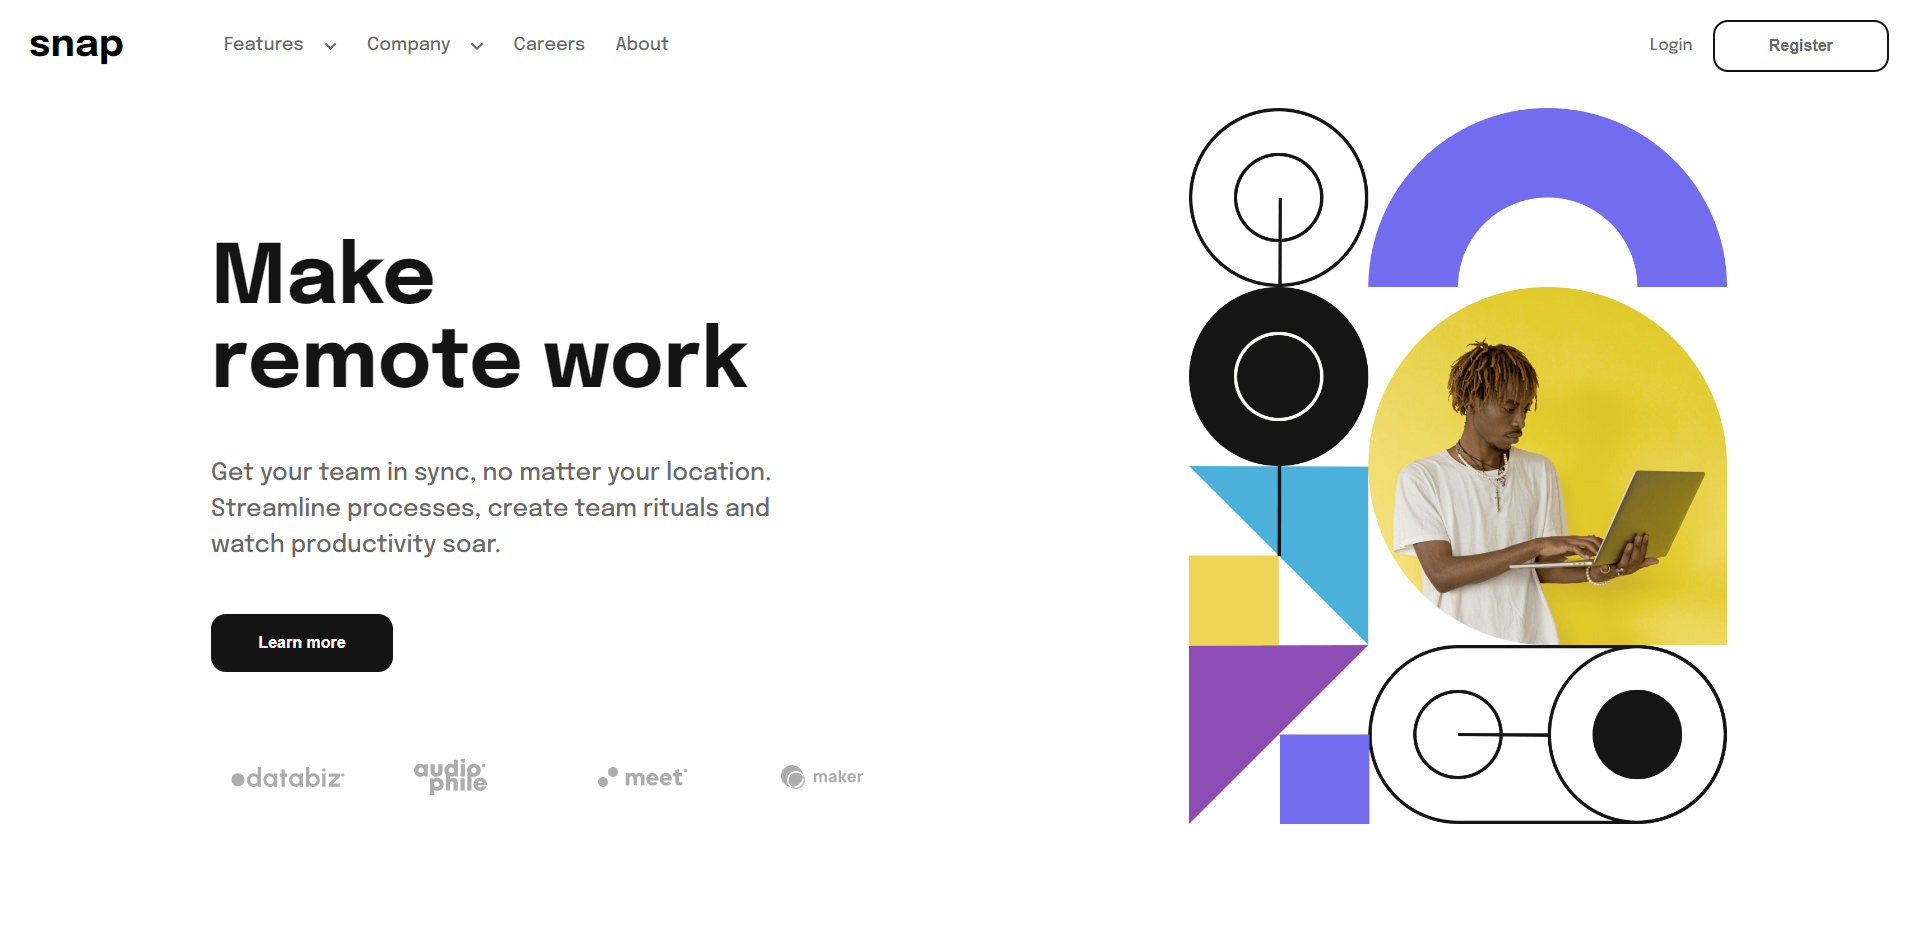 snap
Features
Company
Careers
About
Login
Register
Make
remote work
Get your team in sync, no matter your location.
Streamline processes, create team rituals and
watch productivity soar.
Learn more
databiz
audio
phile
meet
maker